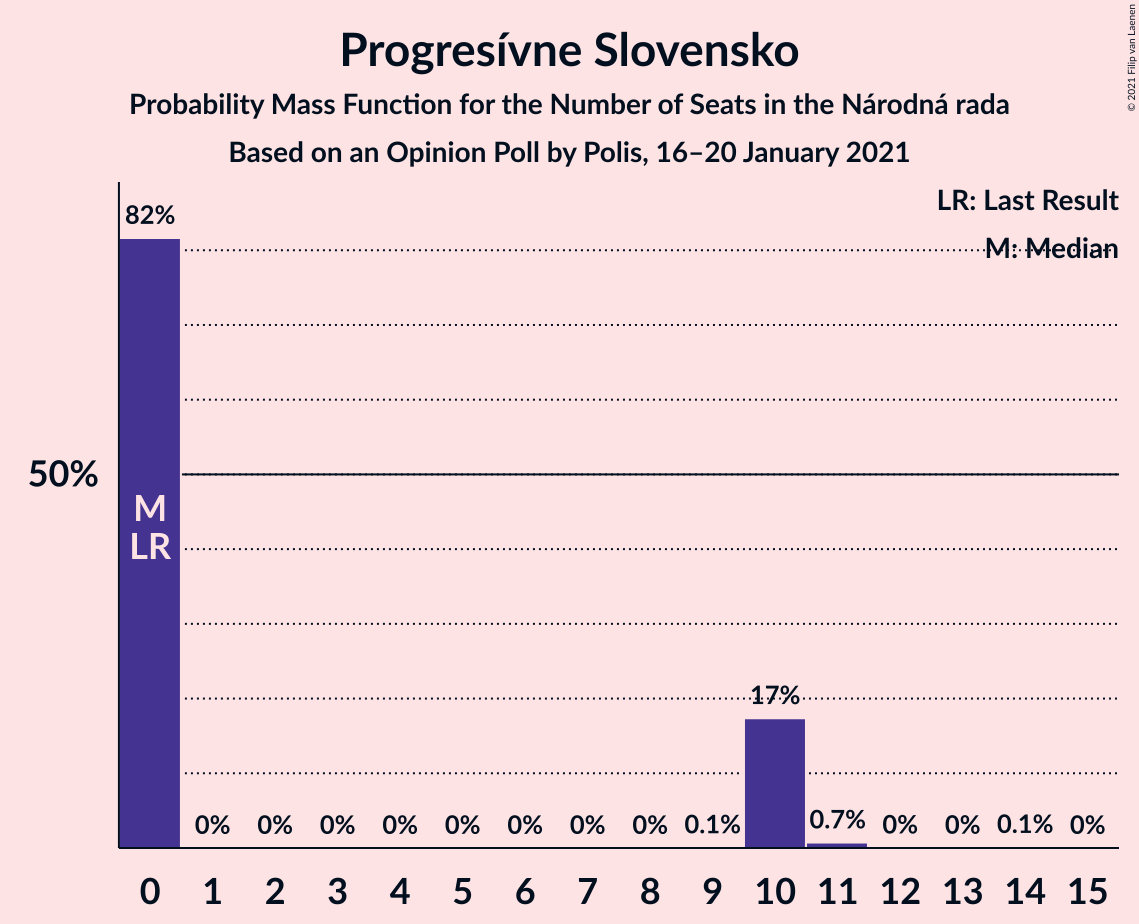 Progresívne Slovensko
Probability Mass Function for the Number of Seats in the Národná rada
Based on an Opinion Poll by Polis, 16–20 January 2021
© 2021 Filip van Laenen
LR: Last Result
M: Median
82%
50%
M
LR
17%
0% 0% 0% 0% 0% 0% 0% 0% 0.1% 0.7% 0% 0% 0.1% 0%
0 1 2 3 4 5 6 7 8 9 10 11 12 13 14 15